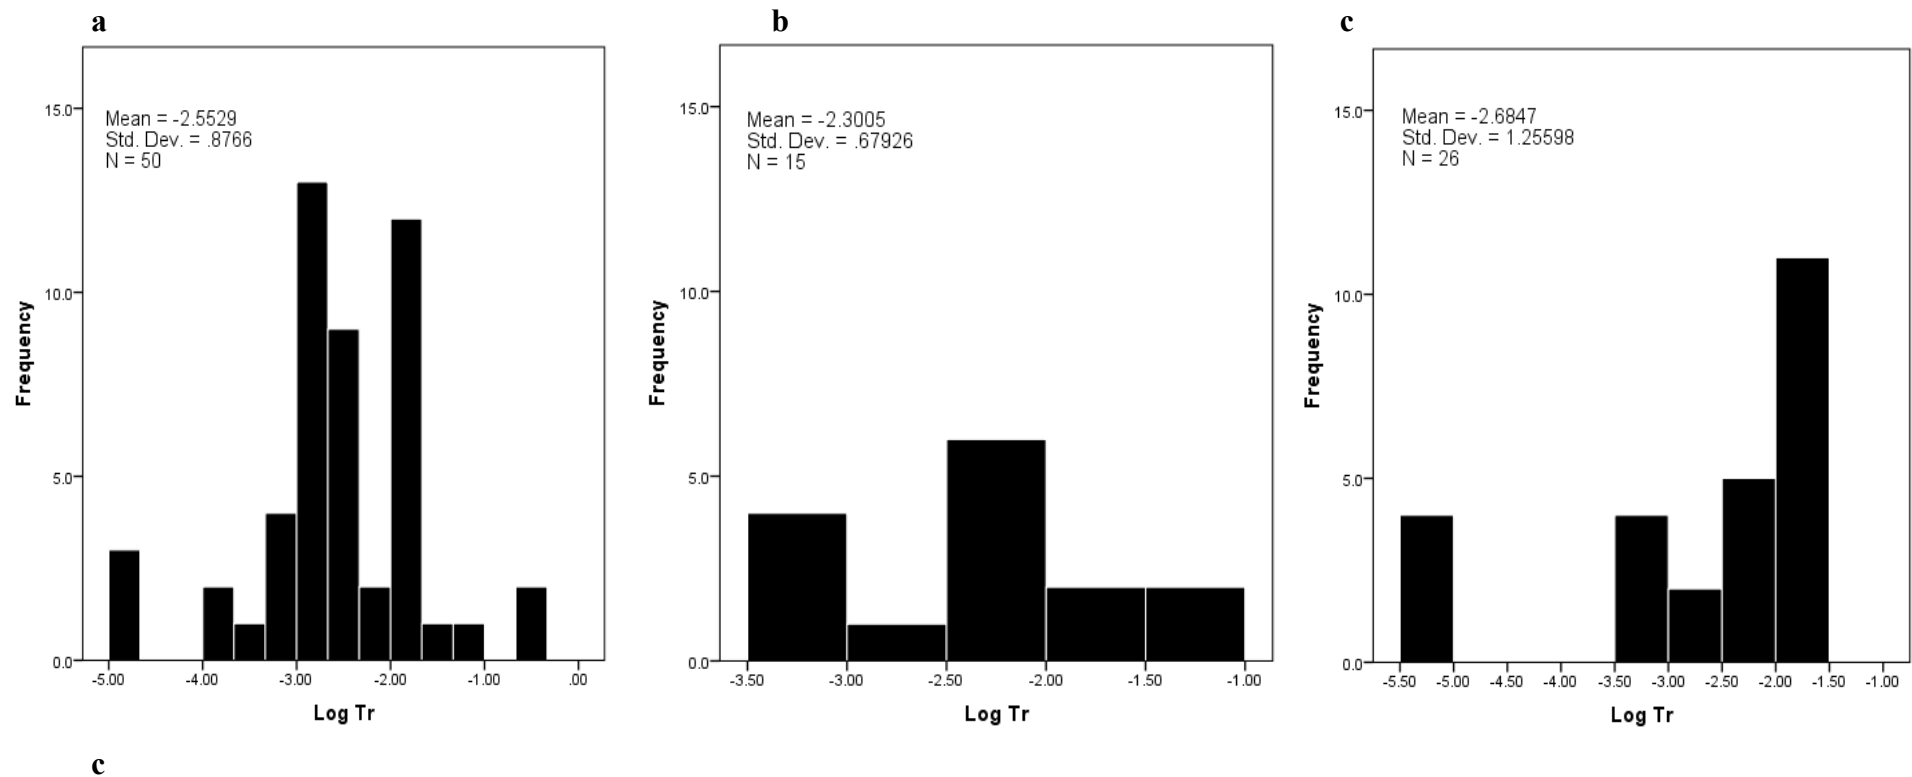 a
Mean = -2.5529
Std. Dev. = .8766
N = 50
15.0
10.0
5.0
0.0
Frequency
-5.00 -4.00 -3.00 -2.00 -1.00 .00
Log Tr
b
Mean = -2.3005
Std. Dev. = .67926
N = 15
15.0
10.0
5.0
0.0
Frequency
-3.50 -3.00 -2.50 -2.00 -1.50 -1.00
Log Tr
c
Mean = -2.6847
Std. Dev. = 1.25598
N = 26
15.0
10.0
5.0
0.0
Frequency
-5.50 -5.00 -4.50 -4.00 -3.50 -3.00 -2.50 -2.00 -1.50 -1.00
Log Tr
c